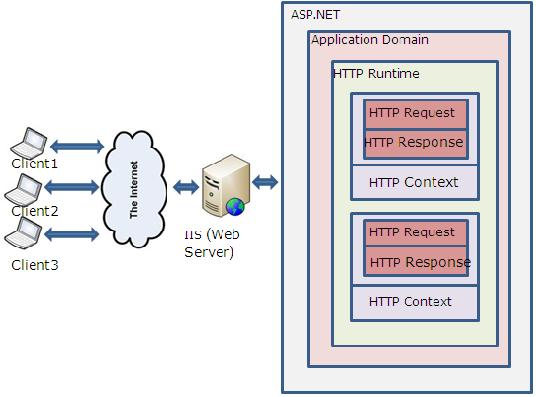 ASP.NET
Application Domain
HTTP Runtime
HTTP Request
HTTP Response
HTTP Context
HTTP Request
HTTP Response
HTTP Context
Client1
Client2
Client3
The Internet
IIS (Web
Server)